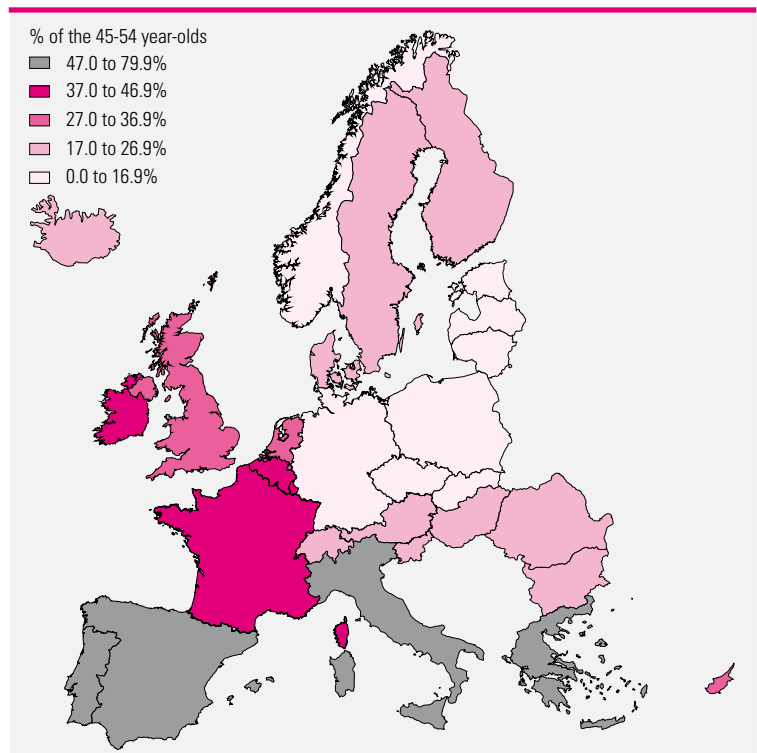 % of the 45-54 year-olds
47.0 to 79.9%
37.0 to 46.9%
27.0 to 36.9%
17.0 to 26.9%
0.0 to 16.9%